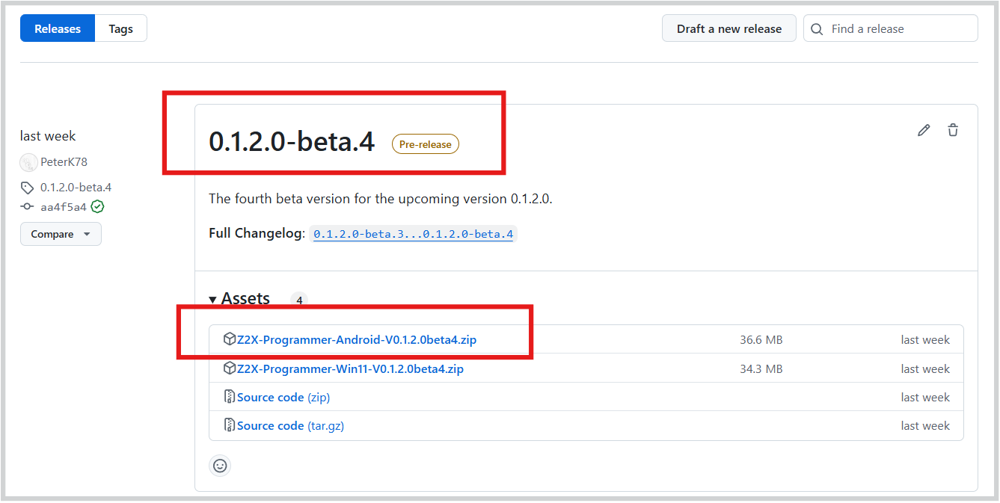 Releases
Tags
Draft a new release
Find a release
last week
PeterK78
0.1.2.0-beta.4
aa4f5a4
Compare
0.1.2.0-beta.4 Pre-release
The fourth beta version for the upcoming version 0.1.2.0.
Full Changelog: 0.1.2.0-beta.3...0.1.2.0-beta.4
Assets 4
Z2X-Programmer-Android-V0.1.2.0beta4.zip 36.6 MB last week
Z2X-Programmer-Win11-V0.1.2.0beta4.zip 34.3 MB last week
Source code (zip) last week
Source code (tar.gz) last week